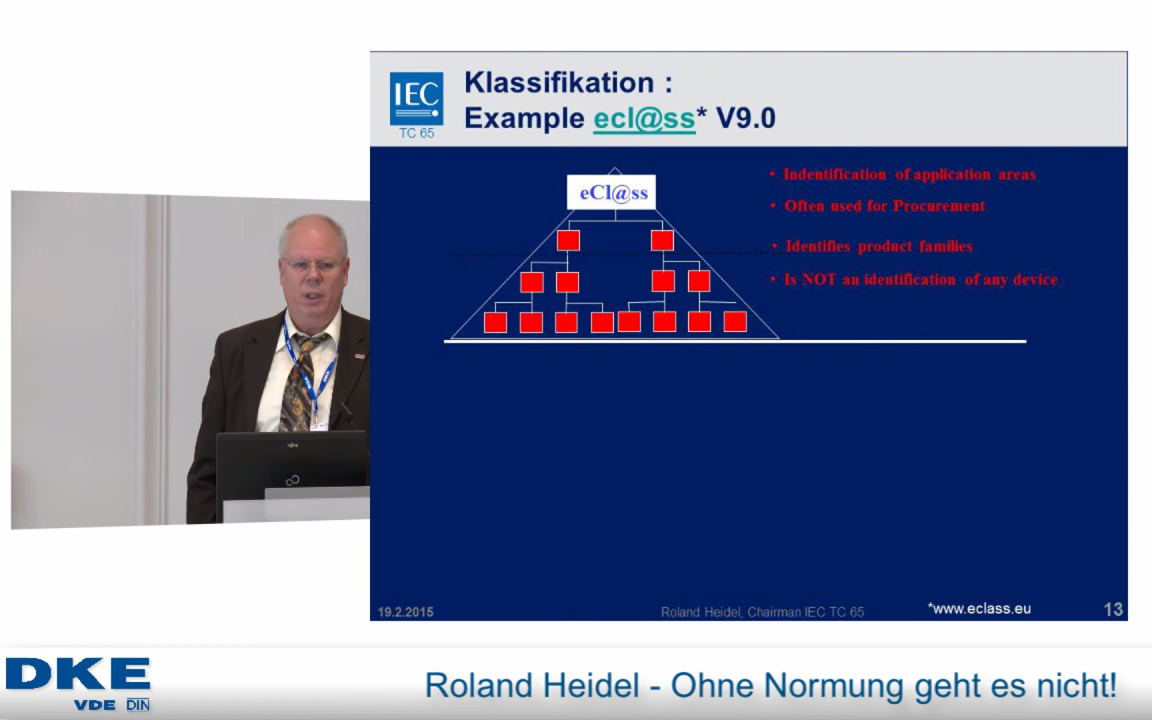 IEC
TC 65
Klassifikation :
Example ecl@ss* V9.0
eCl@ss
• Indentification of application areas
• Often used for Procurement
• Identifies product families
• Is NOT an identification of any device
19.2.2015
Roland Heidel, Chairman IEC TC 65
*www.eclass.eu
13
DKE
VDE DIN
Roland Heidel - Ohne Normung geht es nicht!